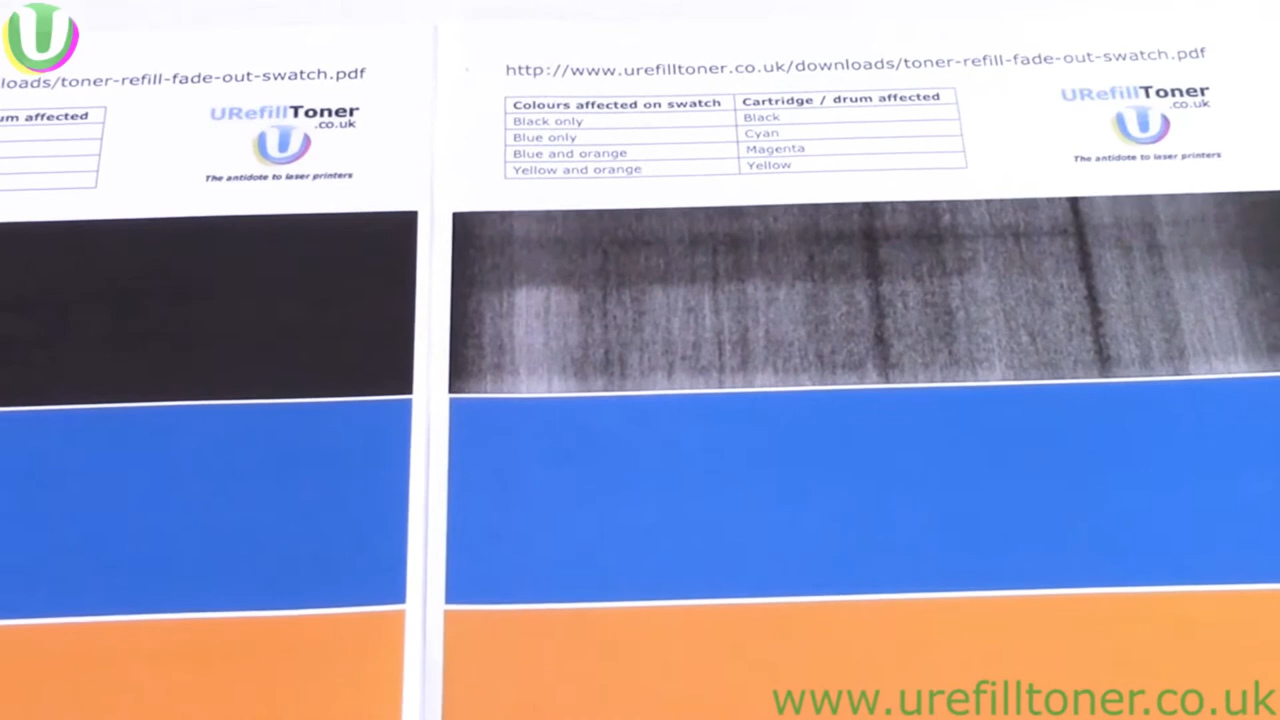 U
loads/toner-refill-fade-out-swatch.pdf
um affected
URefillToner
.co.uk
U
The antidote to laser printers
http://www.urefilltoner.co.uk/downloads/toner-refill-fade-out-swatch.pdf
Colours affected on swatch Cartridge / drum affected
Black only Black
Blue only Cyan
Blue and orange Magenta
Yellow and orange Yellow
URefillToner
.co.uk
U
The antidote to laser printers
www.urefilltoner.co.uk